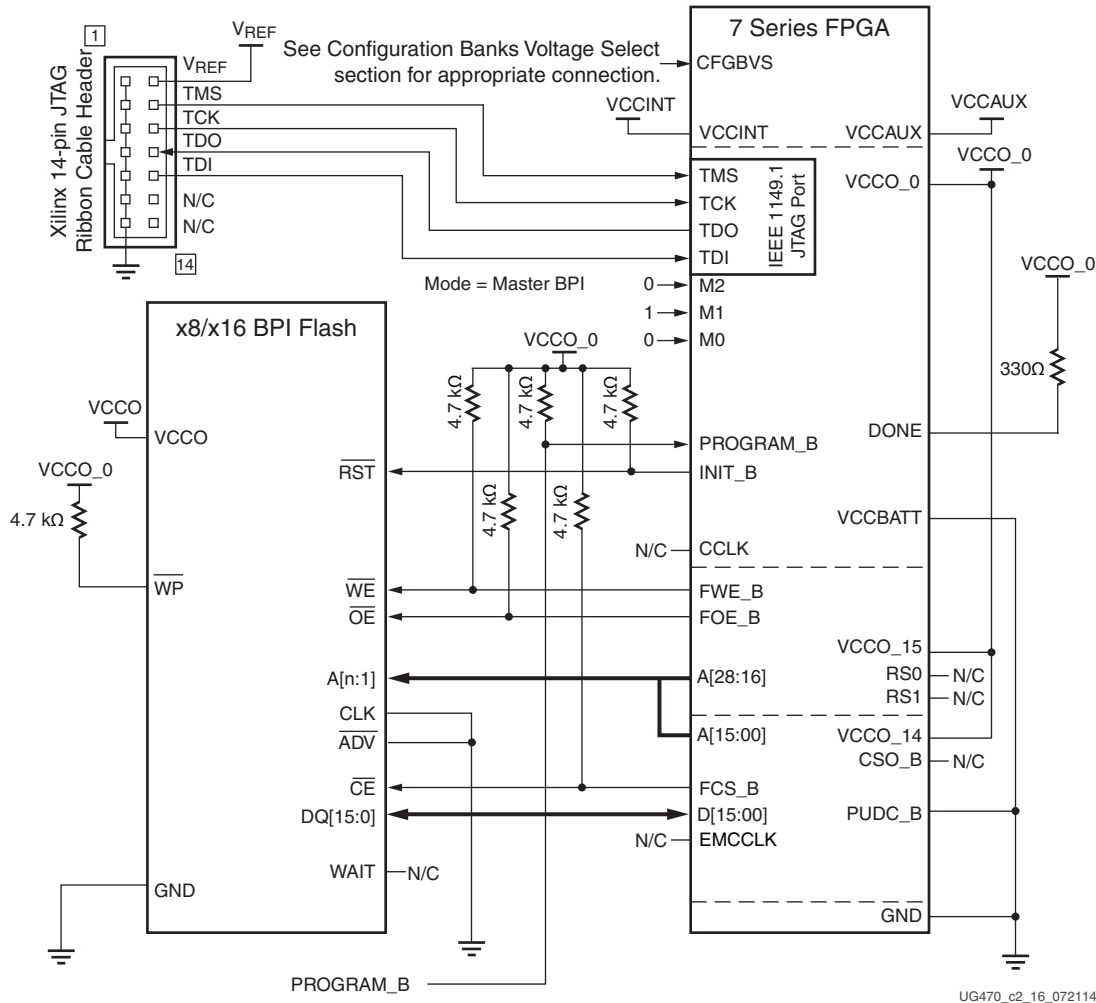 7 Series FPGA
1
VREF
See Configuration Banks Voltage Select
section for appropriate connection.
CFGBVS
Xilinx 14-pin JTAG
Ribbon Cable Header
VREF
TMS
TCK
TDO
TDI
N/C
N/C
14
VCCINT
VCCINT
VCCAUX
VCCAUX
VCCO_0
VCCO_0
TMS
TCK
TDO
TDI
IEEE 1149.1
JTAG Port
Mode = Master BPI
0
M2
1
M1
0
M0
VCCO_0
330Ω
DONE
x8/x16 BPI Flash
VCCO
VCCO
VCCO_0
4.7 kΩ
WP
RST
WE
OE
A[n:1]
CLK
ADV
CE
DQ[15:0]
WAIT
N/C
GND
VCCO_0
4.7 kΩ
4.7 kΩ
4.7 kΩ
4.7 kΩ
4.7 kΩ
PROGRAM_B
INIT_B
N/C
CCLK
VCCBATT
FWE_B
FOE_B
VCCO_15
A[28:16]
RS0
N/C
RS1
N/C
A[15:00]
VCCO_14
CSO_B
N/C
FCS_B
D[15:00]
PUDC_B
N/C
EMCCLK
GND
PROGRAM_B
UG470_c2_16_072114